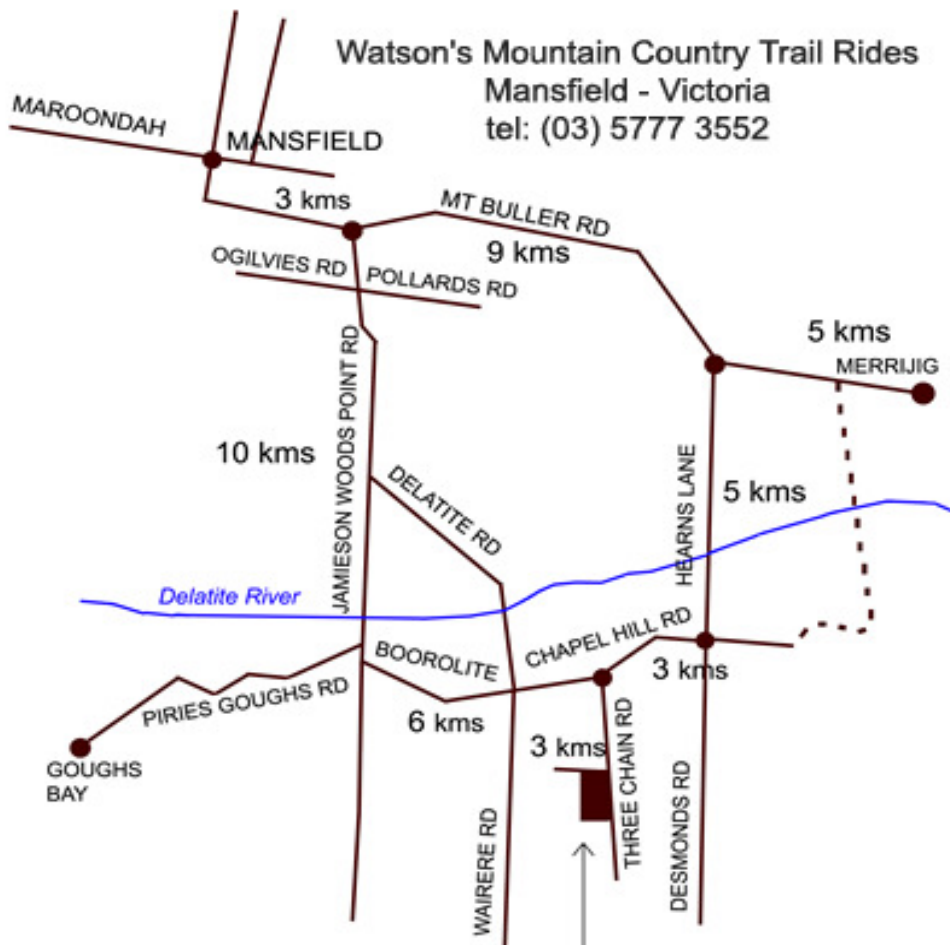 Watson's Mountain Country Trail Rides
Mansfield - Victoria
tel: (03) 5777 3552
MAROONDAH
MANSFIELD
3 kms
MT BULLER RD
9 kms
OGILVIES RD
POLLARDS RD
5 kms
MERRIJIG
JAMIESON WOODS POINT RD
10 kms
DELATITE RD
HEARNS LANE
5 kms
Delatite River
BOOROLITE
CHAPEL HILL RD
3 kms
PIRIES GOUGHS RD
6 kms
3 kms
GOUGHS
BAY
WAIRERE RD
THREE CHAIN RD
DESMONDS RD